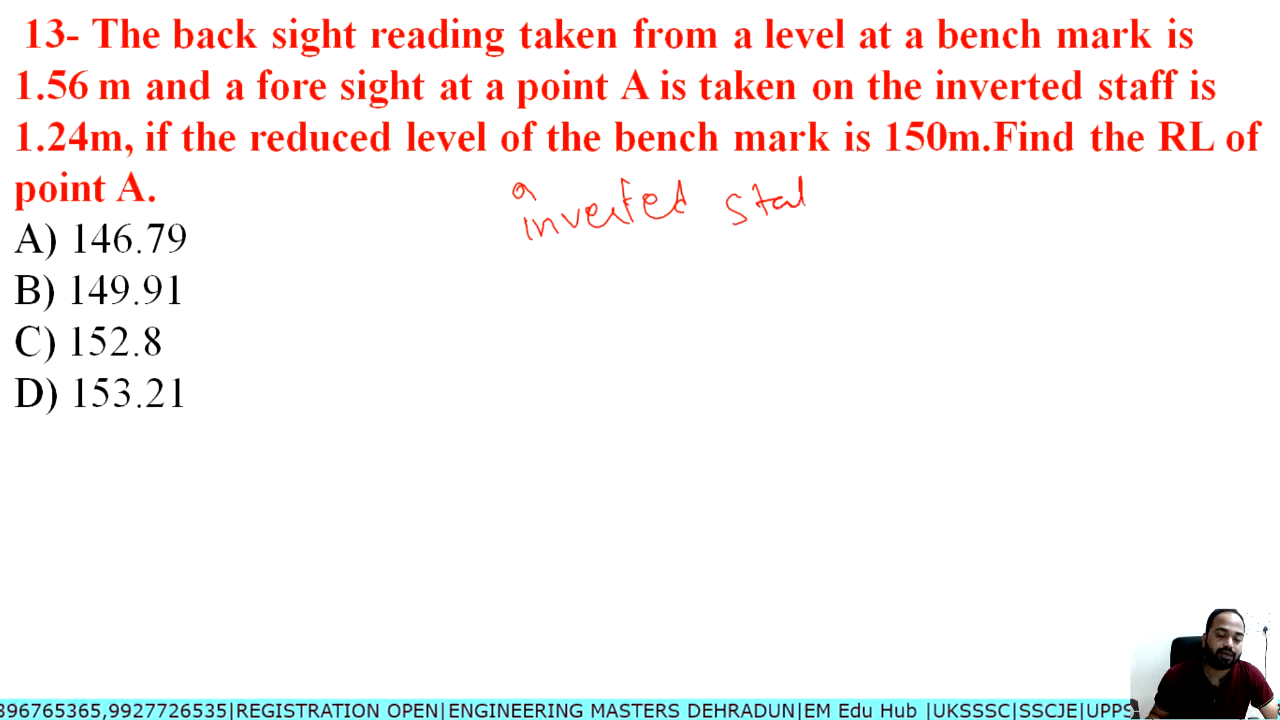 13- The back sight reading taken from a level at a bench mark is
1.56 m and a fore sight at a point A is taken on the inverted staff is
1.24m, if the reduced level of the bench mark is 150m.Find the RL of
point A.
inverted
A) 146.79
B) 149.91
C) 152.8
D) 153.21
396765365,9927726535|REGISTRATION OPEN|ENGINEERING MASTERS DEHRADUN|EM Edu Hub |UKSSSC|SSCJE|UPPS